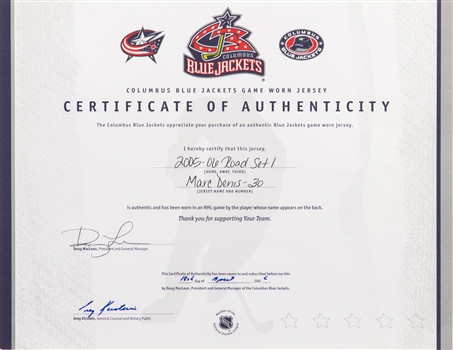 COLUMBUS
BLUE JACKETS
COLUMBUS BLUE JACKETS GAME WORN JERSEY
CERTIFICATE OF AUTHENTICITY
The Columbus Blue Jackets appreciate your purchase of an authentic Blue Jackets game worn jersey.
I hereby certify that this jersey,
2005-06 Road Set 1
(HOME, AWAY, THIRD)
Marc Denis-30
(JERSEY NAME AND NUMBER)
is authentic and has been worn in an NHL game by the player whose name appears on the back.
Thank you for supporting Your Team.
Doug MacLean, President and General Manager
This Certificate of Authenticity has been sworn to and subscribed before me this
18th day of April, 200 6
by Doug MacLean, President and General Manager of the Columbus Blue Jackets.
Greg Kirstein, General Counsel and Notary Public